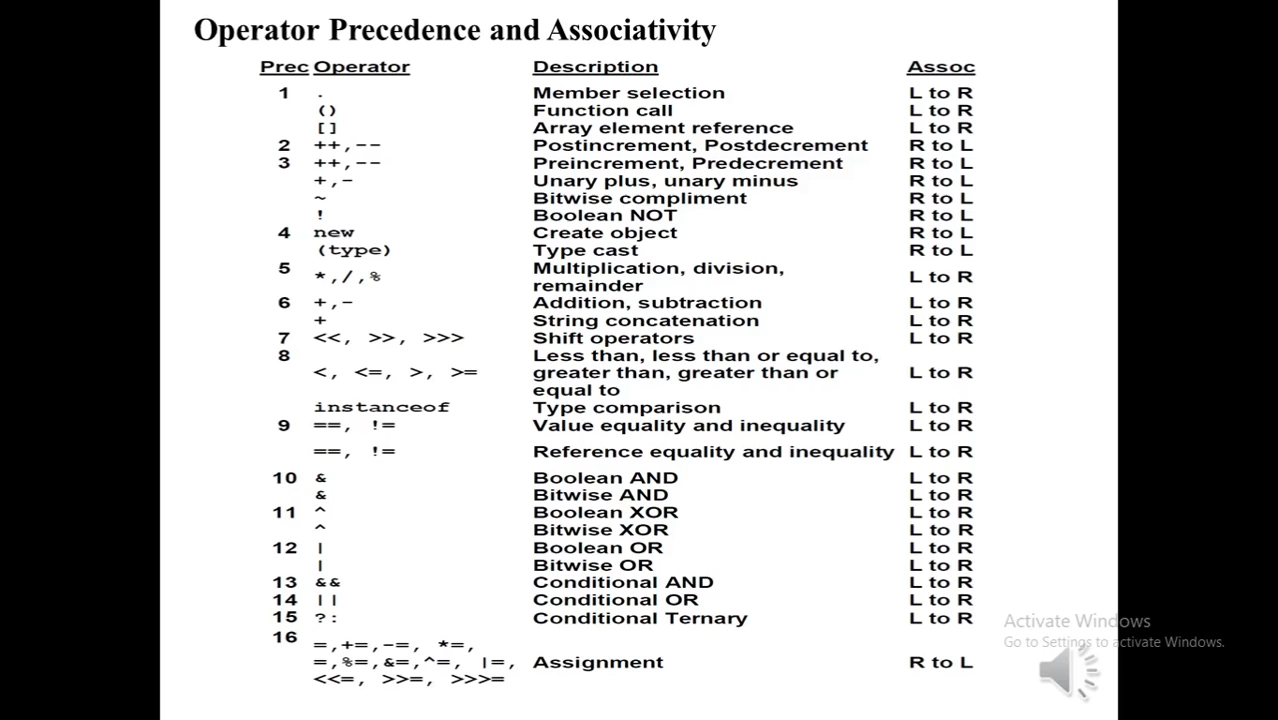 Operator Precedence and Associativity
Prec Operator Description Assoc
1 . Member selection L to R
() Function call L to R
[] Array element reference L to R
2 ++,-- Postincrement, Postdecrement R to L
3 ++,-- Preincrement, Predecrement R to L
+,- Unary plus, unary minus R to L
~ Bitwise compliment R to L
! Boolean NOT R to L
4 new Create object R to L
(type) Type cast R to L
5 *,/,% Multiplication, division, remainder L to R
6 +,- Addition, subtraction L to R
+ String concatenation L to R
7 <<, >>, >>> Shift operators L to R
8 <, <=, >, >= Less than, less than or equal to, greater than, greater than or equal to L to R
instanceof Type comparison L to R
9 ==, != Value equality and inequality L to R
==, != Reference equality and inequality L to R
10 & Boolean AND L to R
& Bitwise AND L to R
11 ^ Boolean XOR L to R
^ Bitwise XOR L to R
12 | Boolean OR L to R
| Bitwise OR L to R
13 && Conditional AND L to R
14 || Conditional OR L to R
15 ?: Conditional Ternary L to R
16 =,+=,-=, *=,
=,%=,&=,^=, |=, Assignment R to L
<<=, >>=, >>>=
Activate Windows
Go to Settings to activate Windows.